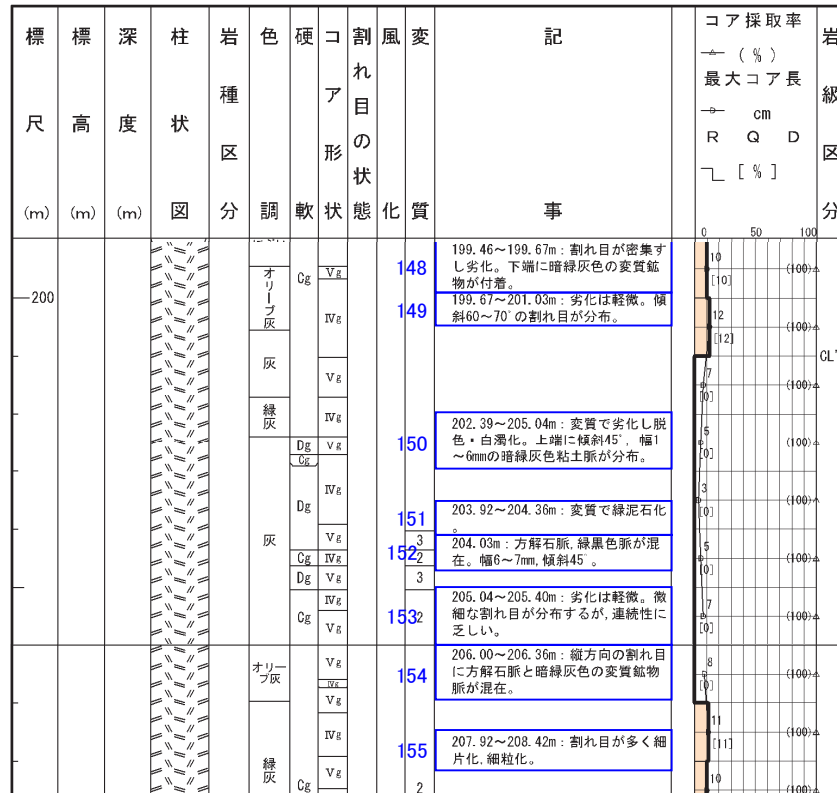 標尺(m)
標高(m)
深度(m)
柱状図
岩種区分
色調
硬軟
コア形状
割れ目の状態
風化
変質
記事
コア採取率
(%)
最大コア長
cm
RQD
[%]
岩級区分
0 50 100
200
オリーブ灰
灰
緑灰
灰
オリーブ灰
緑灰
Cg
Dg
Cg
Dg
Cg
Dg
Cg
Cg
Vg
Ⅳg
Vg
Ⅳg
Vg
Ⅳg
Vg
Ⅳg
Vg
Ⅳg
Vg
Vg
Ⅳg
Vg
Ⅳg
Vg
3
2
3
2
2
148
199.46～199.67m：割れ目が密集す
し劣化。下端に暗緑灰色の変質鉱
物が付着。
149
199.67～201.03m：劣化は軽微。傾
斜60～70ﾟの割れ目が分布。
150
202.39～205.04m：変質で劣化し脱
色・白濁化。上端に傾斜45ﾟ, 幅1
～6mmの暗緑灰色粘土脈が分布。
151
203.92～204.36m：変質で緑泥石化
。
152
204.03m：方解石脈,緑黒色脈が混
在。幅6～7mm,傾斜45ﾟ。
153
205.04～205.40m：劣化は軽微。微
細な割れ目が分布するが,連続性に
乏しい。
154
206.00～206.36m：縦方向の割れ目
に方解石脈と暗緑灰色の変質鉱物
脈が混在。
155
207.92～208.42m：割れ目が多く細
片化,細粒化。
10 (100)
[10]
12 (100)
[12]
7 (100)
[0]
5 (100)
[0]
3 (100)
[0]
5 (100)
[0]
7 (100)
[0]
8 (100)
[0]
11 (100)
[11]
10 (100)
CL'